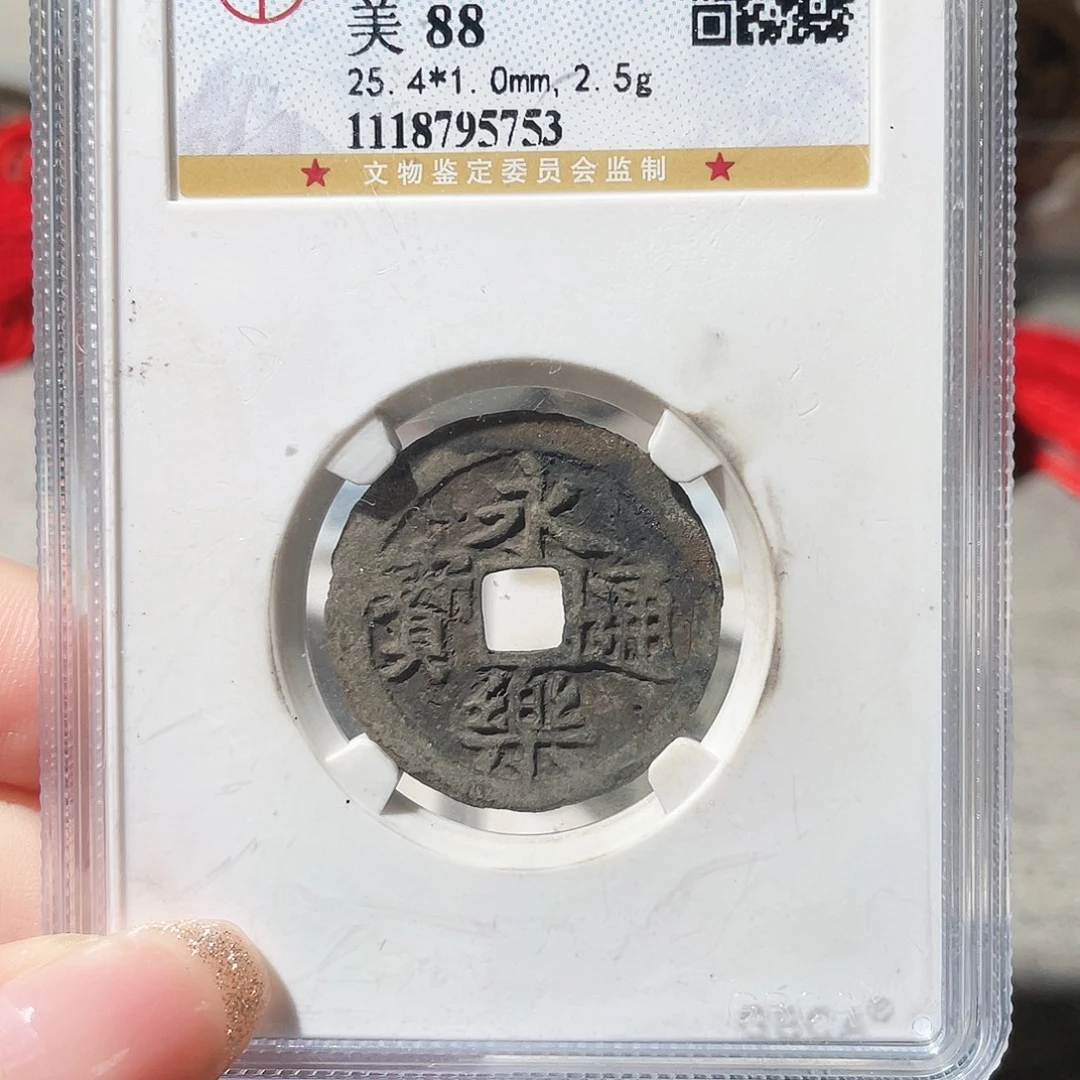 美 88
25.4*1.0mm, 2.5g
1118795753
★ 文物鉴定委员会监制 ★
永樂通寳